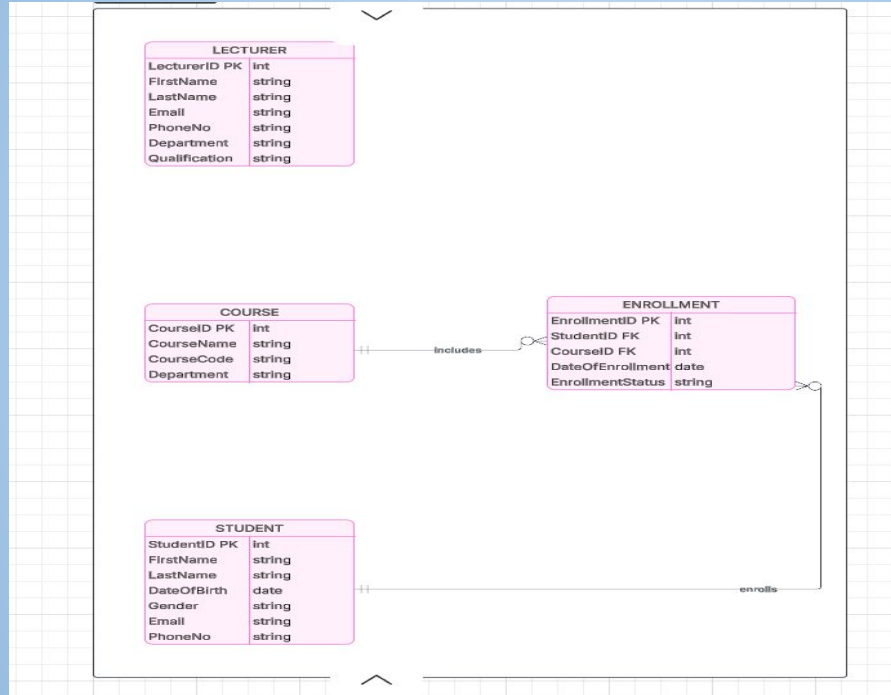 LECTURER
LecturerID PK int
FirstName string
LastName string
Email string
PhoneNo string
Department string
Qualification string
COURSE
CourseID PK int
CourseName string
CourseCode string
Department string
includes
ENROLLMENT
EnrollmentID PK int
StudentID FK int
CourseID FK int
DateOfEnrollment date
EnrollmentStatus string
STUDENT
StudentID PK int
FirstName string
LastName string
DateOfBirth date
Gender string
Email string
PhoneNo string
enrolls